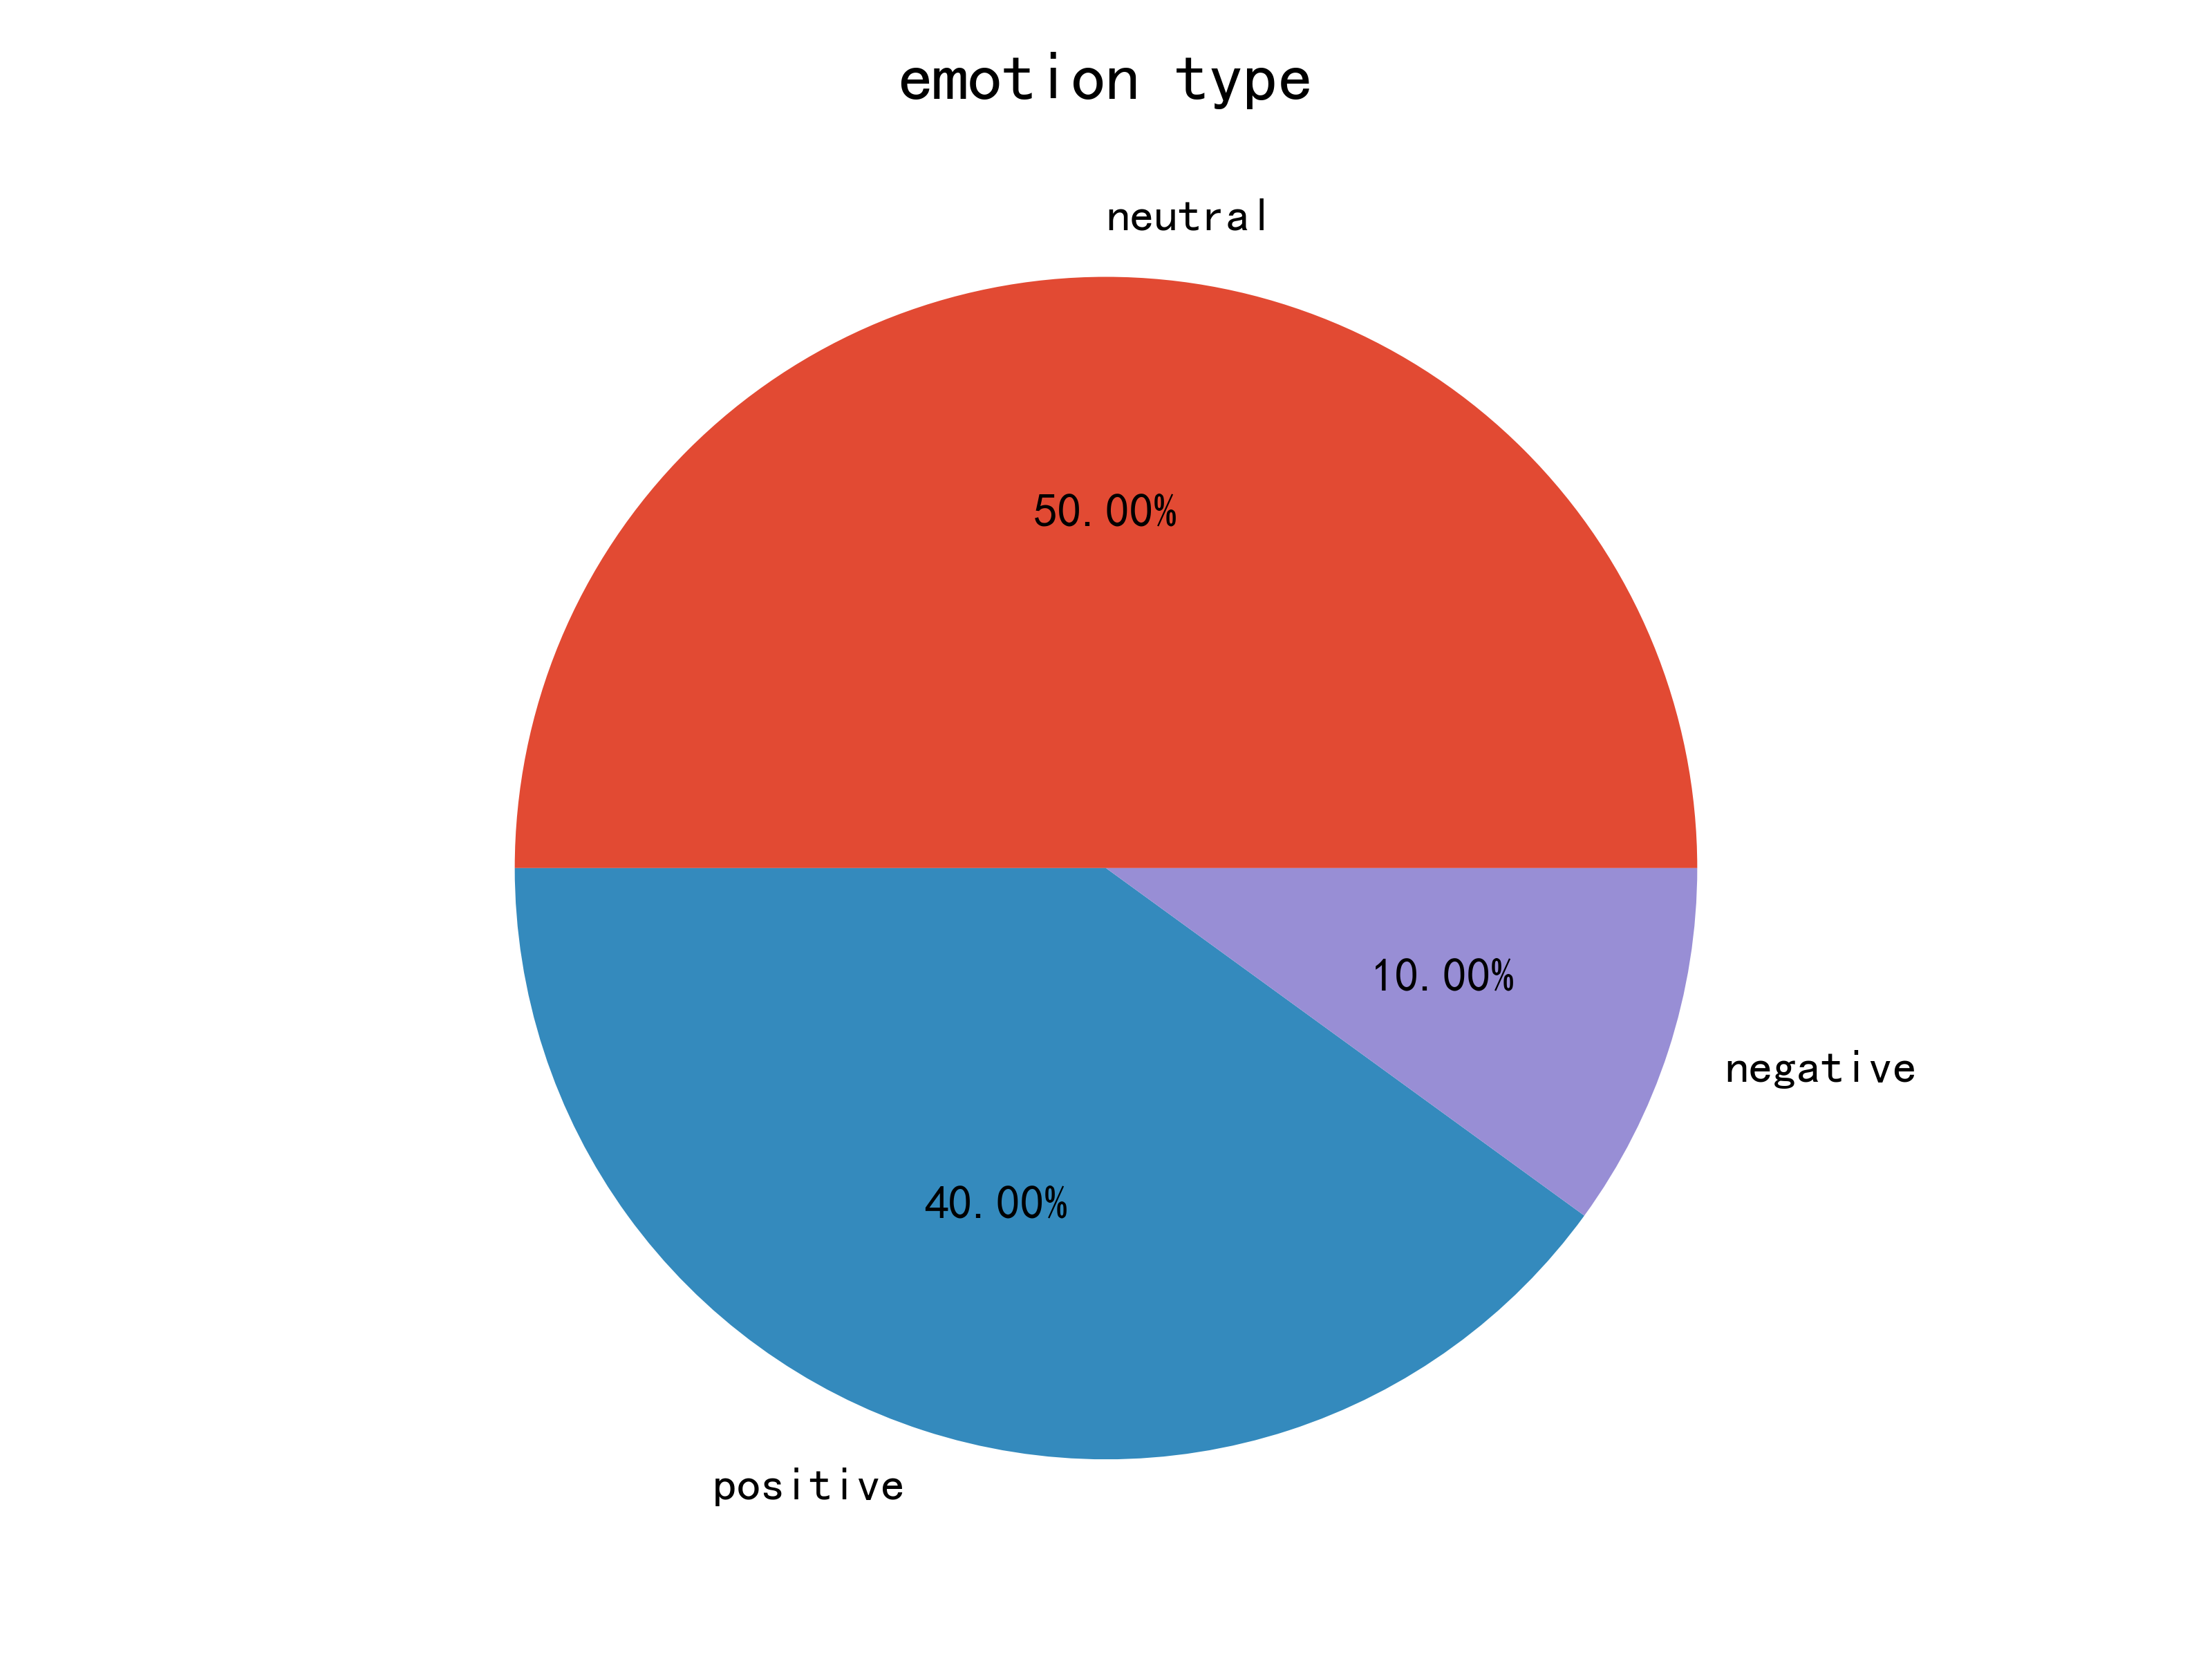 emotion type
neutral
50.00%
10.00%
negative
40.00%
positive